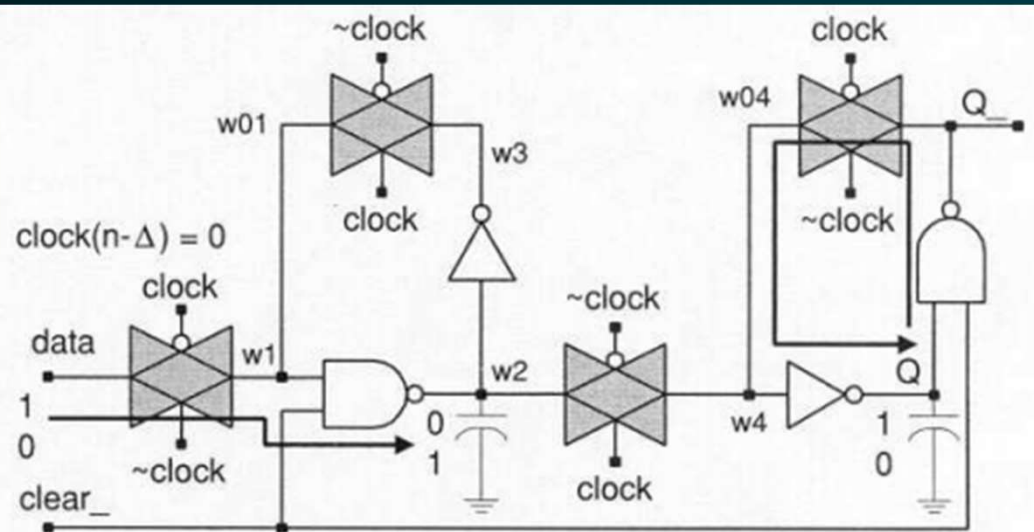 ~clock
clock
w01
w04
Q_
w3
clock
~clock
clock(n-Δ) = 0
clock
~clock
data
w1
w2
Q
1
0
w4
1
0
0
1
~clock
clock
clear_